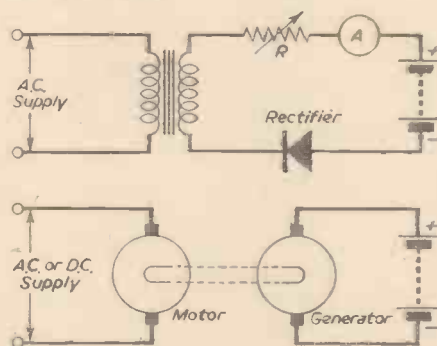 A.C.
Supply
R
A
+
Rectifier
−
A.C. or D.C.
Supply
Motor
Generator
+
−